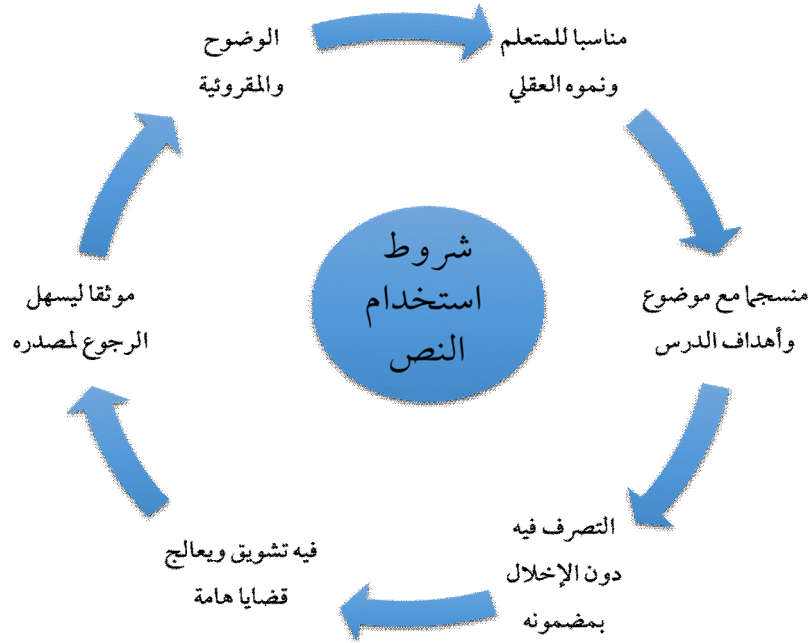 شروط
استخدام
النص
مناسبا للمتعلم
ونموه العقلي
منسجما مع موضوع
وأهداف الدرس
التصرف فيه
دون الإخلال
بمضمونه
فيه تشويق ويعالج
قضايا هامة
موثقا ليسهل
الرجوع لمصدره
الوضوح
والمقروئية